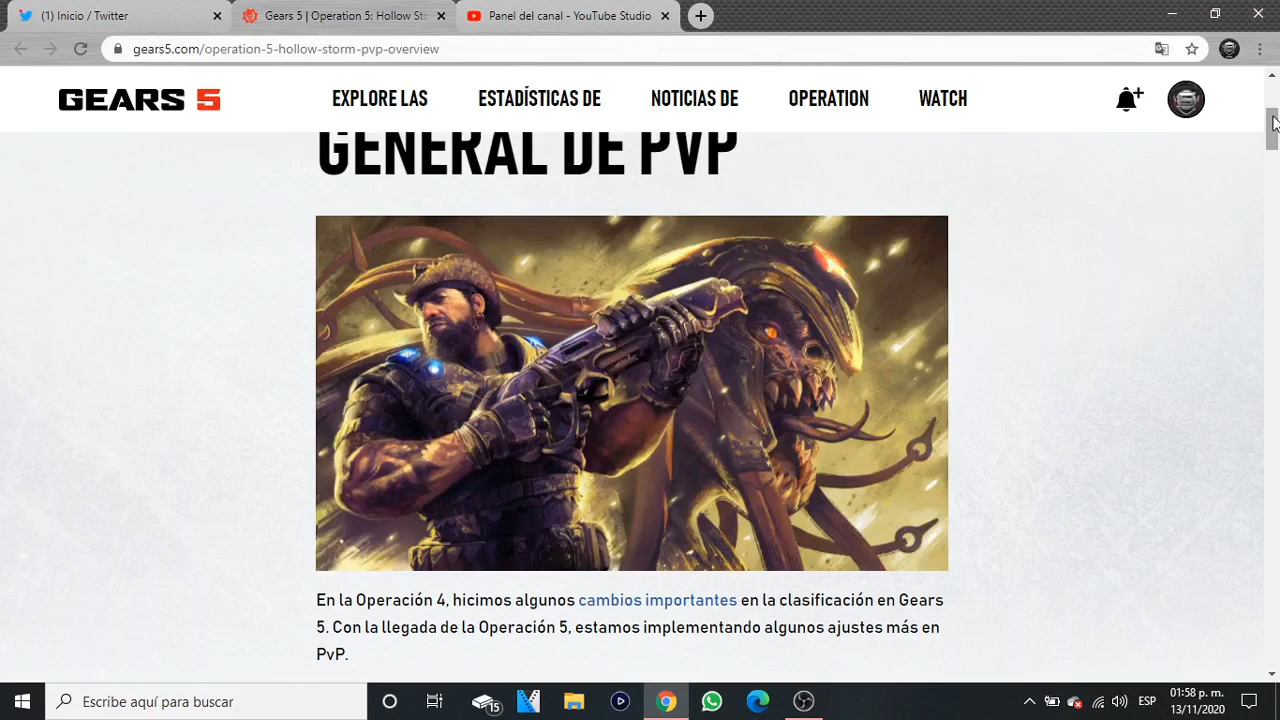 (1) Inicio / Twitter
Gears 5 | Operation 5: Hollow Sto
Panel del canal - YouTube Studio
gears5.com/operation-5-hollow-storm-pvp-overview
GEARS 5
EXPLORE LAS
ESTADÍSTICAS DE
NOTICIAS DE
OPERATION
WATCH
GENERAL DE PVP
En la Operación 4, hicimos algunos cambios importantes en la clasificación en Gears
5. Con la llegada de la Operación 5, estamos implementando algunos ajustes más en
PvP.
Escribe aquí para buscar
15
ESP
01:58 p. m.
13/11/2020